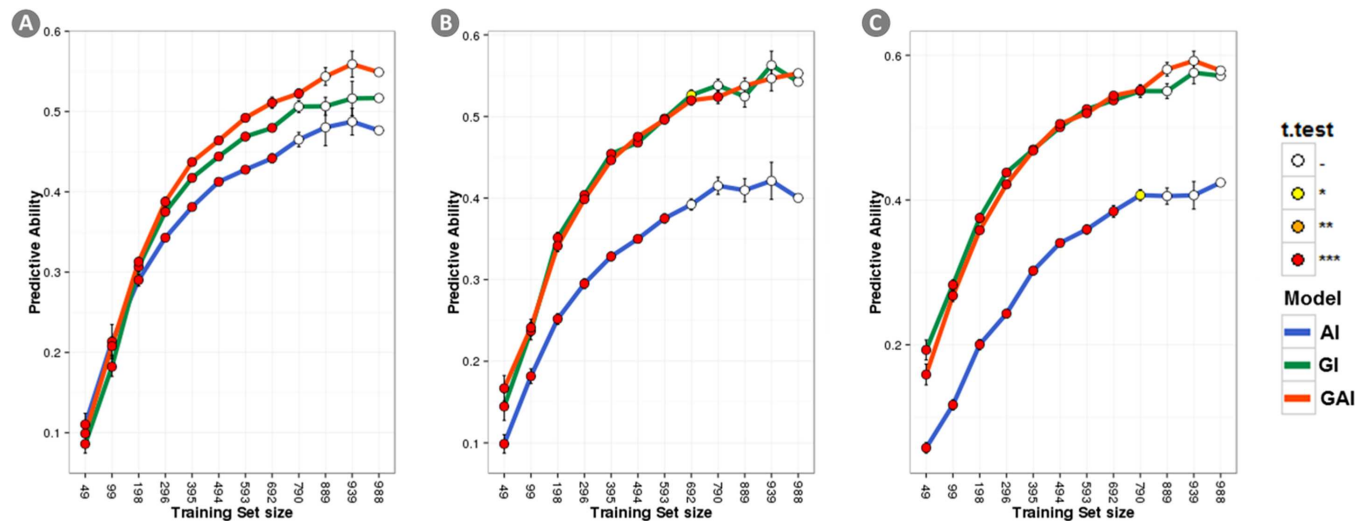 A
Predictive Ability
0.6
0.5
0.4
0.3
0.2
0.1
49 99 198 296 395 494 593 692 790 889 939 988
Training Set size
B
Predictive Ability
0.6
0.5
0.4
0.3
0.2
0.1
49 99 198 296 395 494 593 692 790 889 939 988
Training Set size
C
Predictive Ability
0.6
0.4
0.2
49 99 198 296 395 494 593 692 790 889 939 988
Training Set size
t.test
-
*
**
***
Model
AI
GI
GAI